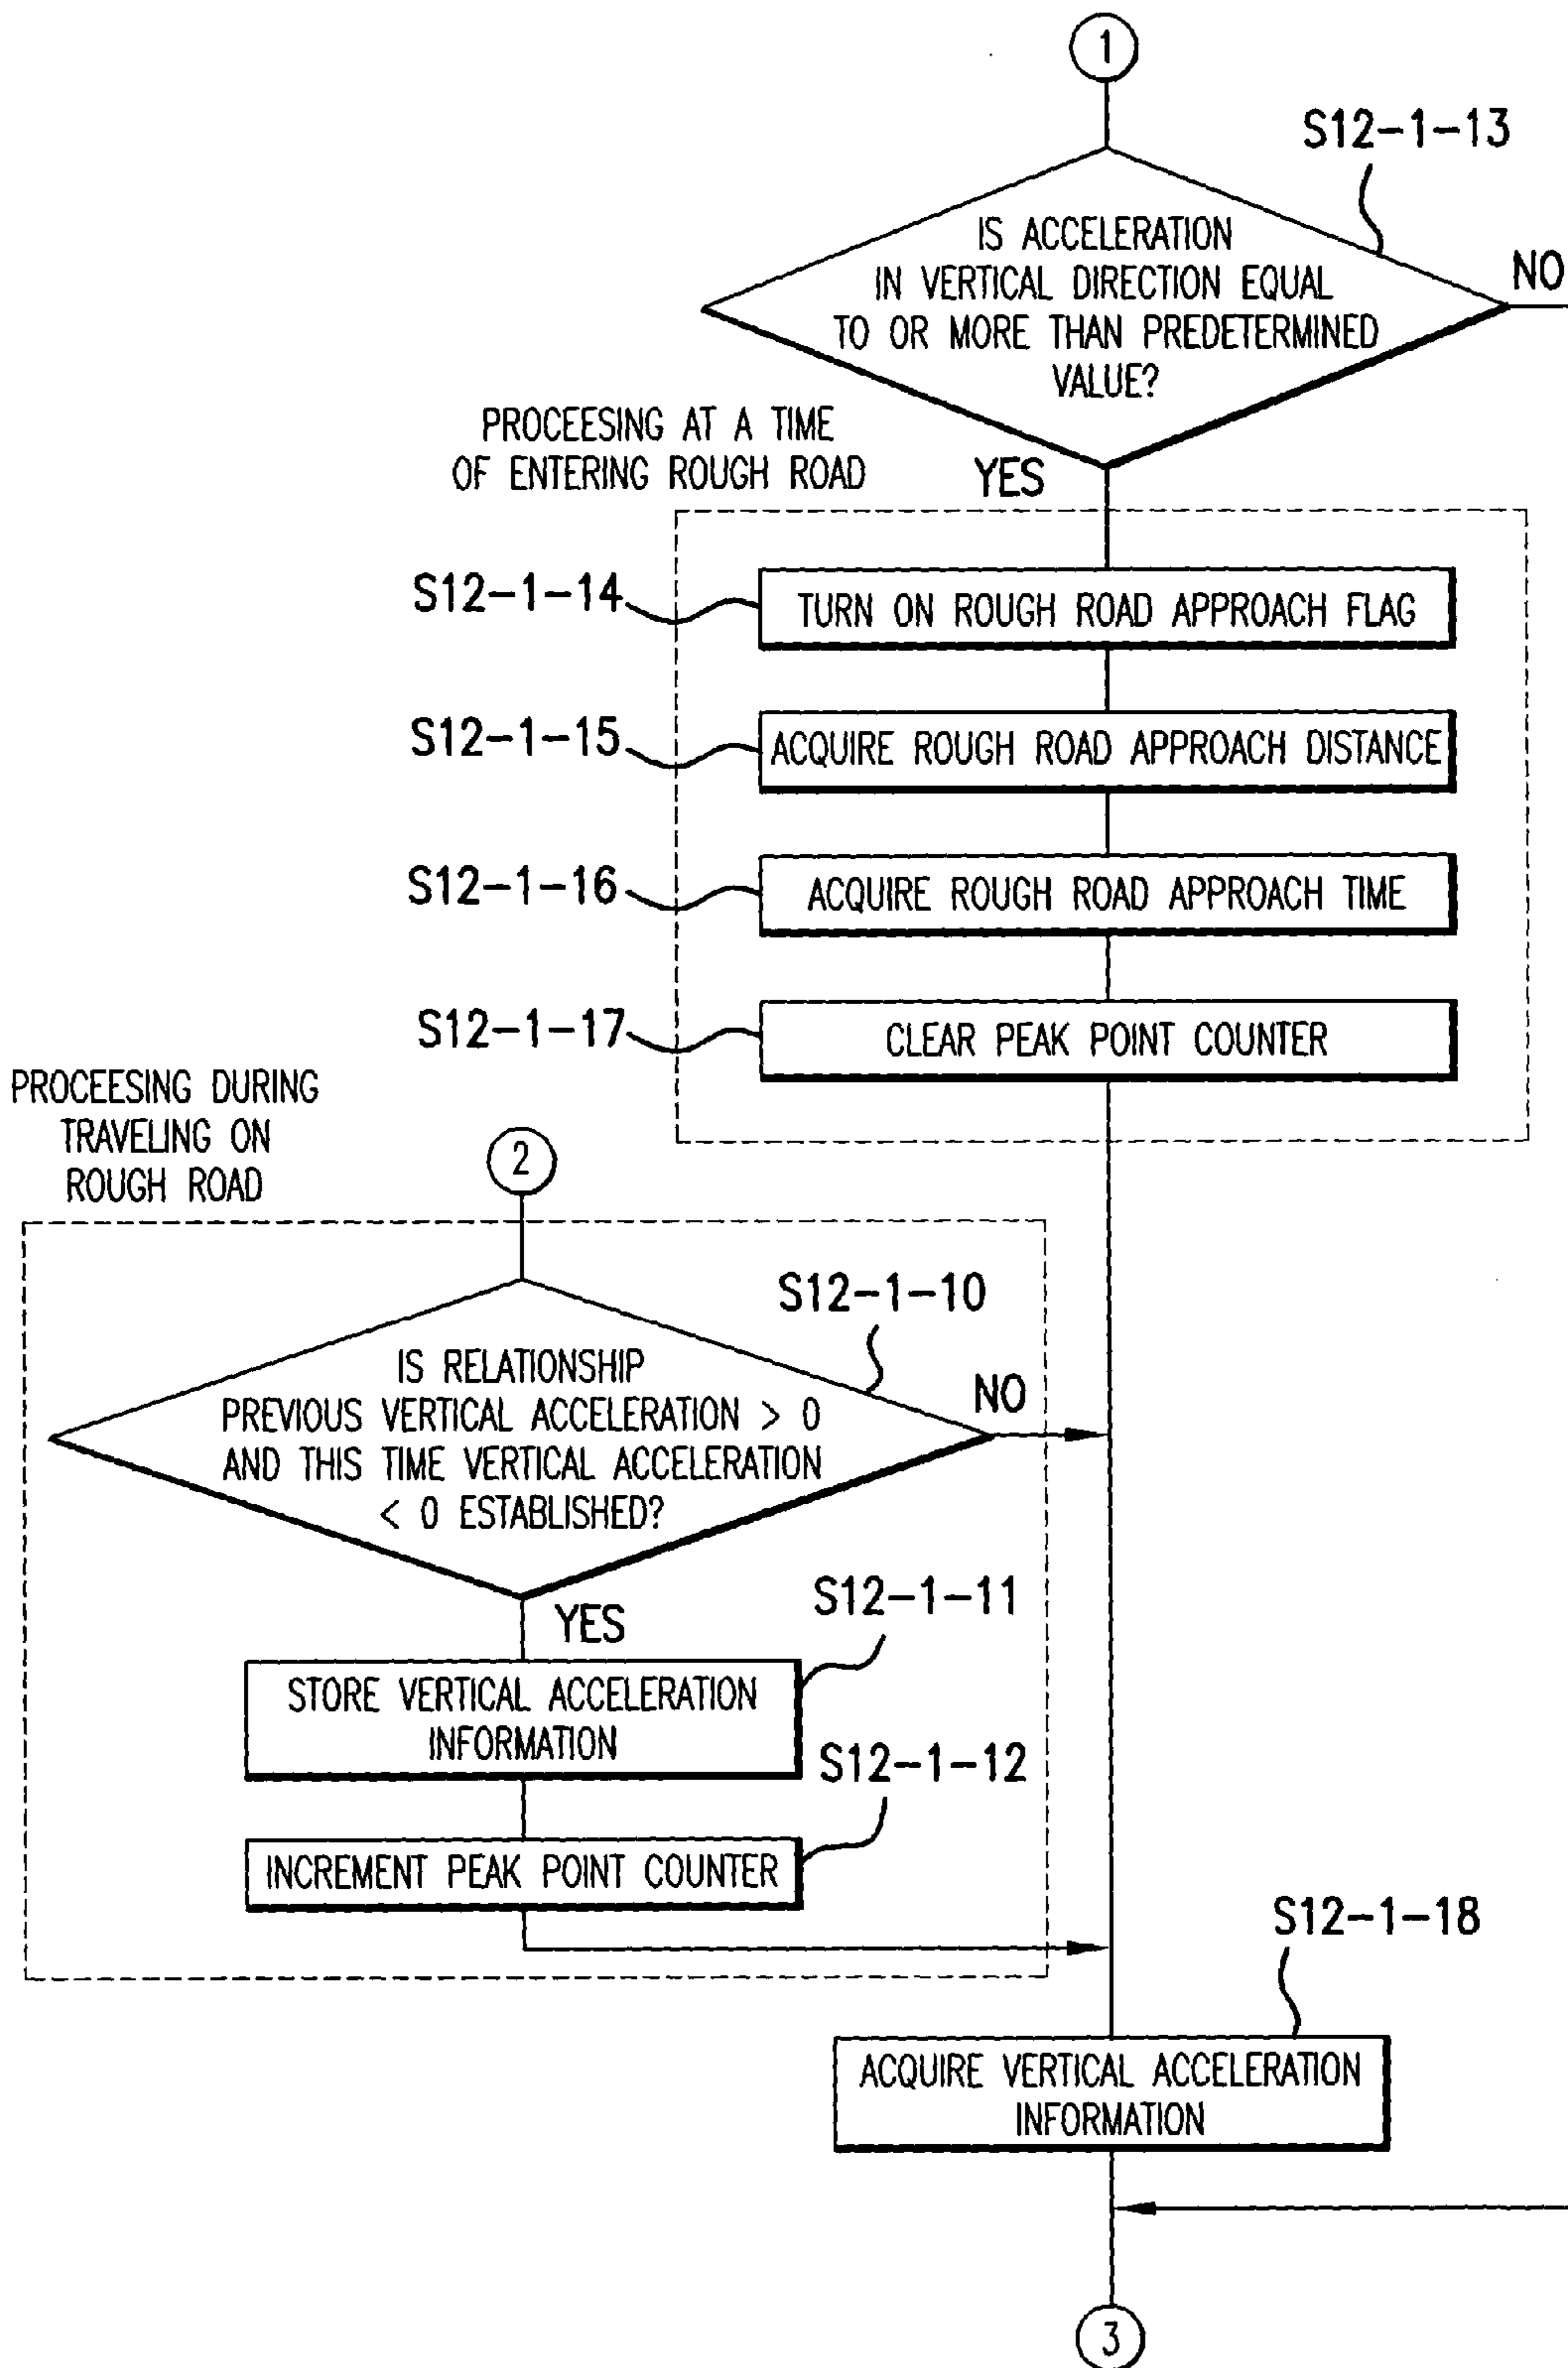 1
S12-1-13
IS ACCELERATION
IN VERTICAL DIRECTION EQUAL
TO OR MORE THAN PREDETERMINED
VALUE?
NO
PROCEESING AT A TIME
OF ENTERING ROUGH ROAD
YES
S12-1-14
TURN ON ROUGH ROAD APPROACH FLAG
S12-1-15
ACQUIRE ROUGH ROAD APPROACH DISTANCE
S12-1-16
ACQUIRE ROUGH ROAD APPROACH TIME
S12-1-17
CLEAR PEAK POINT COUNTER
PROCEESING DURING
TRAVELING ON
ROUGH ROAD
2
S12-1-10
IS RELATIONSHIP
PREVIOUS VERTICAL ACCELERATION > 0
AND THIS TIME VERTICAL ACCELERATION
< 0 ESTABLISHED?
NO
YES
S12-1-11
STORE VERTICAL ACCELERATION
INFORMATION
S12-1-12
INCREMENT PEAK POINT COUNTER
S12-1-18
ACQUIRE VERTICAL ACCELERATION
INFORMATION
3